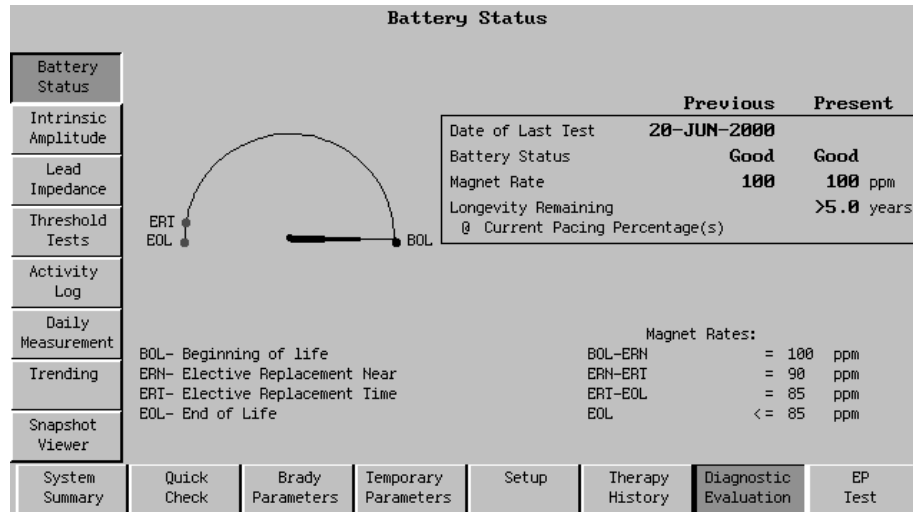 Battery Status
Battery
Status
Intrinsic
Amplitude
Lead
Impedance
Threshold
Tests
Activity
Log
Daily
Measurement
Trending
Snapshot
Viewer
ERT
EOL
BOL
Previous Present
Date of Last Test 20-JUN-2000
Battery Status Good Good
Magnet Rate 100 100 ppm
Longevity Remaining >5.0 years
@ Current Pacing Percentage(s)
BOL- Beginning of life
ERN- Elective Replacement Near
ERT- Elective Replacement Time
EOL- End of Life
Magnet Rates:
BOL-ERN = 100 ppm
ERN-ERT = 90 ppm
ERT-EOL = 85 ppm
EOL <= 85 ppm
System
Summary
Quick
Check
Brady
Parameters
Temporary
Parameters
Setup
Therapy
History
Diagnostic
Evaluation
EP
Test